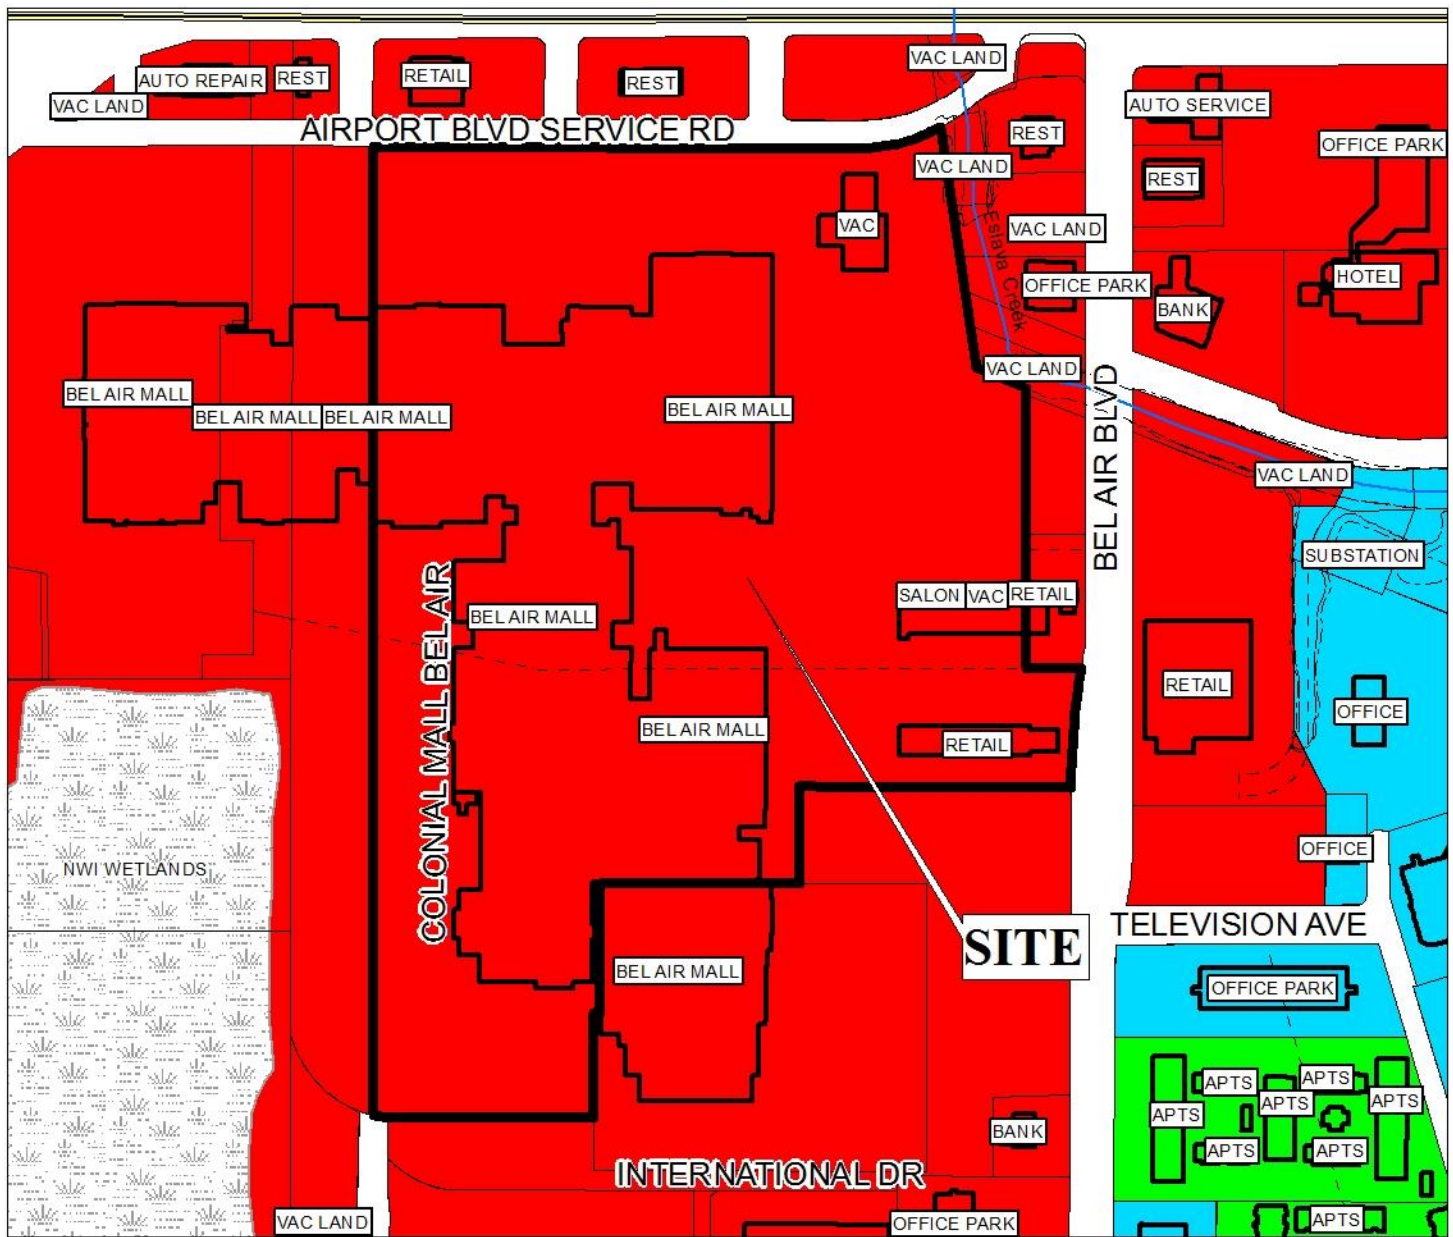 VAC LAND
AUTO REPAIR
REST
RETAIL
REST
VAC LAND
AUTO SERVICE
OFFICE PARK
AIRPORT BLVD SERVICE RD
REST
VAC LAND
REST
VAC
VAC LAND
Eslava Creek
OFFICE PARK
HOTEL
BANK
VAC LAND
BEL AIR MALL
BEL AIR MALL
BEL AIR MALL
BEL AIR MALL
BEL AIR BLVD
VAC LAND
SUBSTATION
SALON
VAC
RETAIL
BEL AIR MALL
COLONIAL MALL BEL AIR
RETAIL
OFFICE
BEL AIR MALL
RETAIL
OFFICE
NWI WETLANDS
TELEVISION AVE
SITE
BEL AIR MALL
OFFICE PARK
APTS
APTS
APTS
APTS
APTS
APTS
APTS
BANK
INTERNATIONAL DR
VAC LAND
OFFICE PARK
APTS